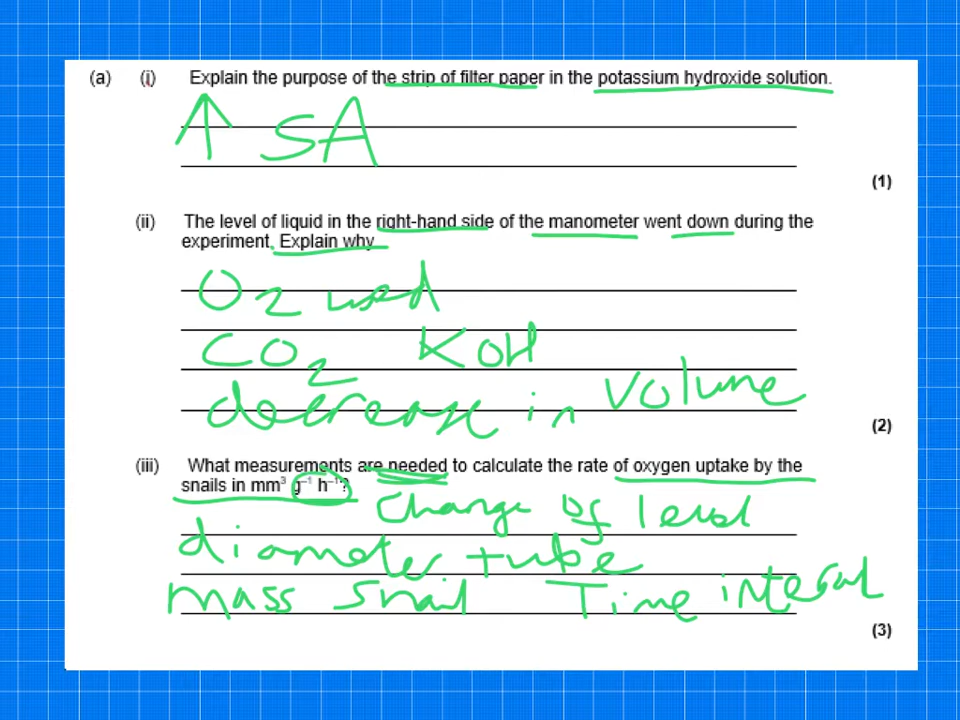 (a) (i) Explain the purpose of the strip of filter paper in the potassium hydroxide solution.
↑ SA
(1)
(ii) The level of liquid in the right-hand side of the manometer went down during the
experiment. Explain why
O2 used
CO2 KOH
decrease in volume
(2)
(iii) What measurements are needed to calculate the rate of oxygen uptake by the
snails in mm³ g⁻¹ h⁻¹? Change of level
diameter tube
mass snail Time interval
(3)